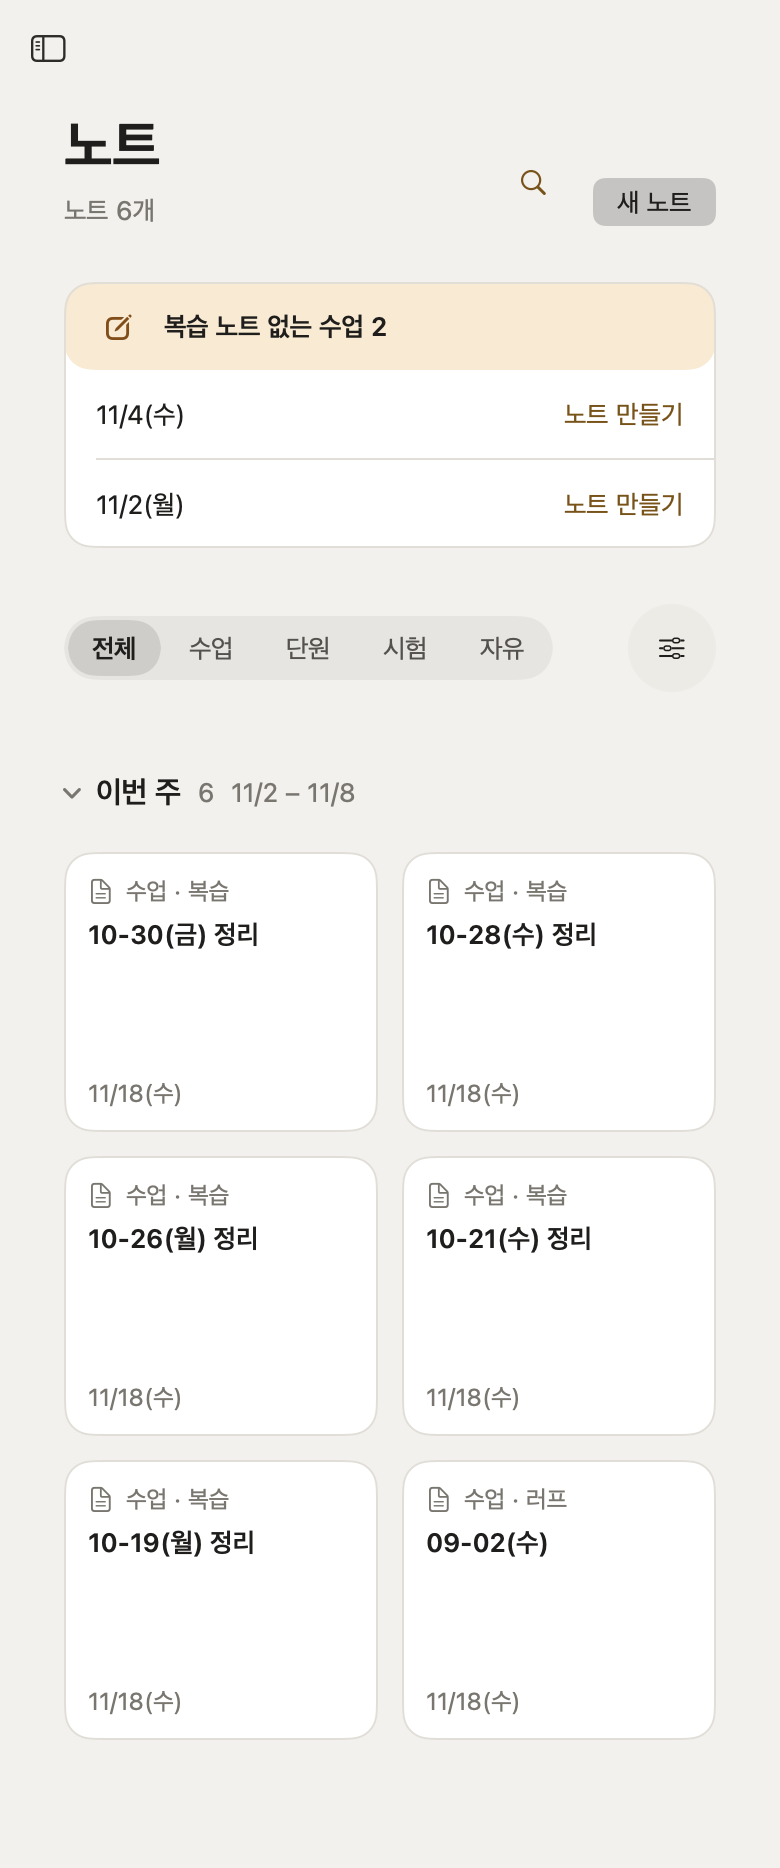 노트
노트 6개
새 노트
복습 노트 없는 수업 2
11/4(수) 노트 만들기
11/2(월) 노트 만들기
전체 수업 단원 시험 자유
이번 주 6 11/2 – 11/8
수업 · 복습
10-30(금) 정리
11/18(수)
수업 · 복습
10-28(수) 정리
11/18(수)
수업 · 복습
10-26(월) 정리
11/18(수)
수업 · 복습
10-21(수) 정리
11/18(수)
수업 · 복습
10-19(월) 정리
11/18(수)
수업 · 러프
09-02(수)
11/18(수)